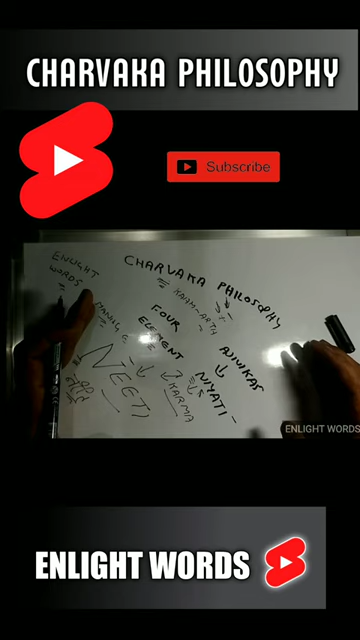 CHARVAKA PHILOSOPHY
Subscribe
ENLIGHT
WORDS
CHARVAKA PHILOSOPHY
FOUR
ELEMENT
AJIVIKAS
NIYATI
KARMA
NEETI
ENLIGHT WORDS
ENLIGHT WORDS